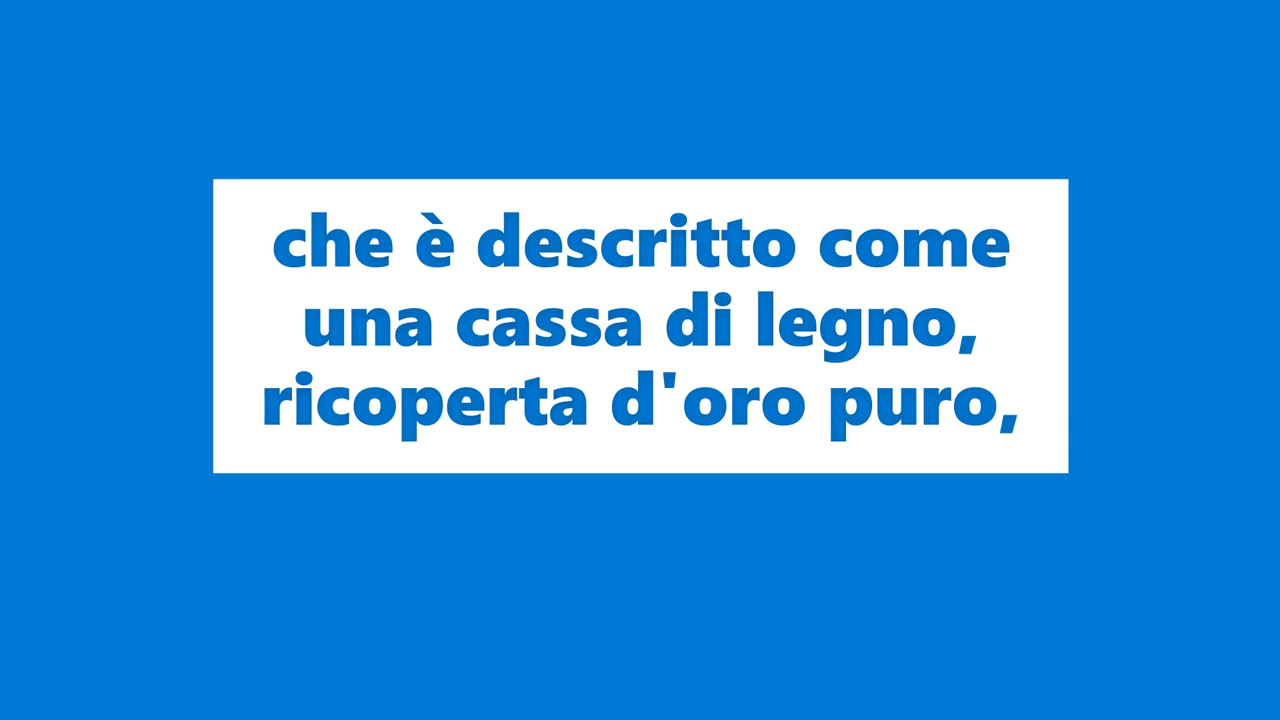 che è descritto come
una cassa di legno,
ricoperta d'oro puro,